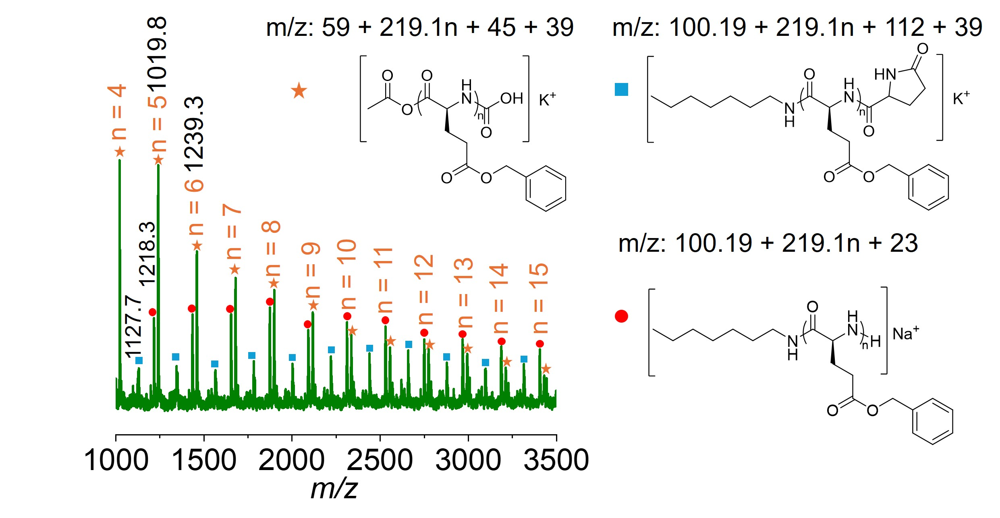 m/z: 59 + 219.1n + 45 + 39
m/z: 100.19 + 219.1n + 112 + 39
m/z: 100.19 + 219.1n + 23
n = 4
n = 5 1019.8
n = 6 1239.3
1127.7
1218.3
n = 7
n = 8
n = 9
n = 10
n = 11
n = 12
n = 13
n = 14
n = 15
O
O
H
N
OH
O
n
O
O
O
K+
O
HN
O
H
N
N
H
n
O
O
O
K+
O
H
N
N
H
n
H
O
O
Na+
1000
1500
2000
2500
3000
3500
m/z